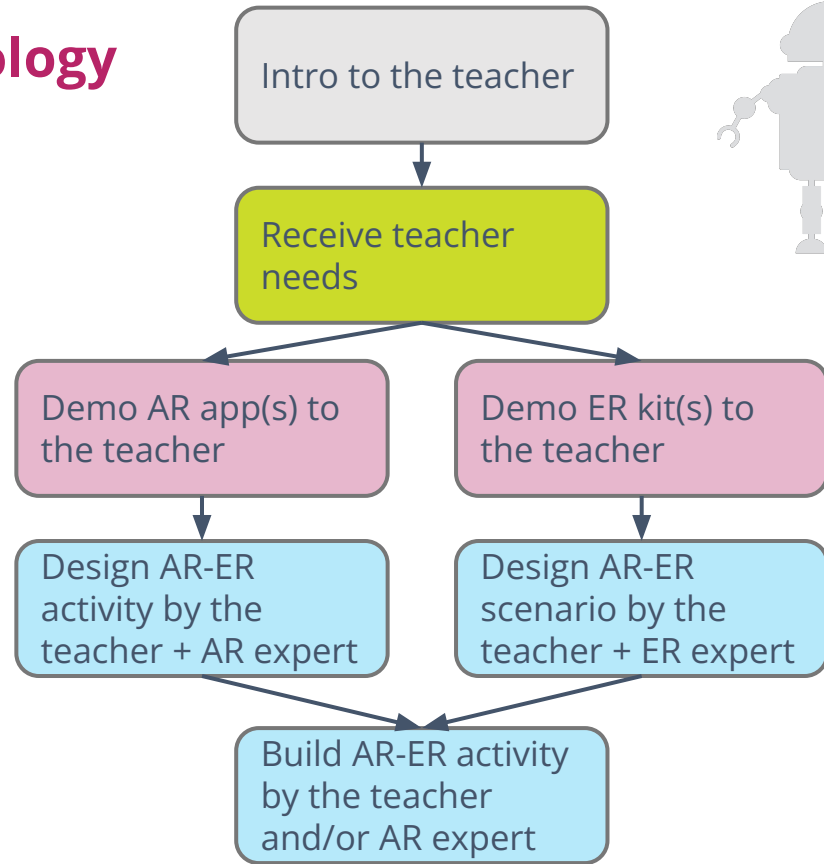 ology
Intro to the teacher
Receive teacher
needs
Demo AR app(s) to
the teacher
Demo ER kit(s) to
the teacher
Design AR-ER
activity by the
teacher + AR expert
Design AR-ER
scenario by the
teacher + ER expert
Build AR-ER activity
by the teacher
and/or AR expert